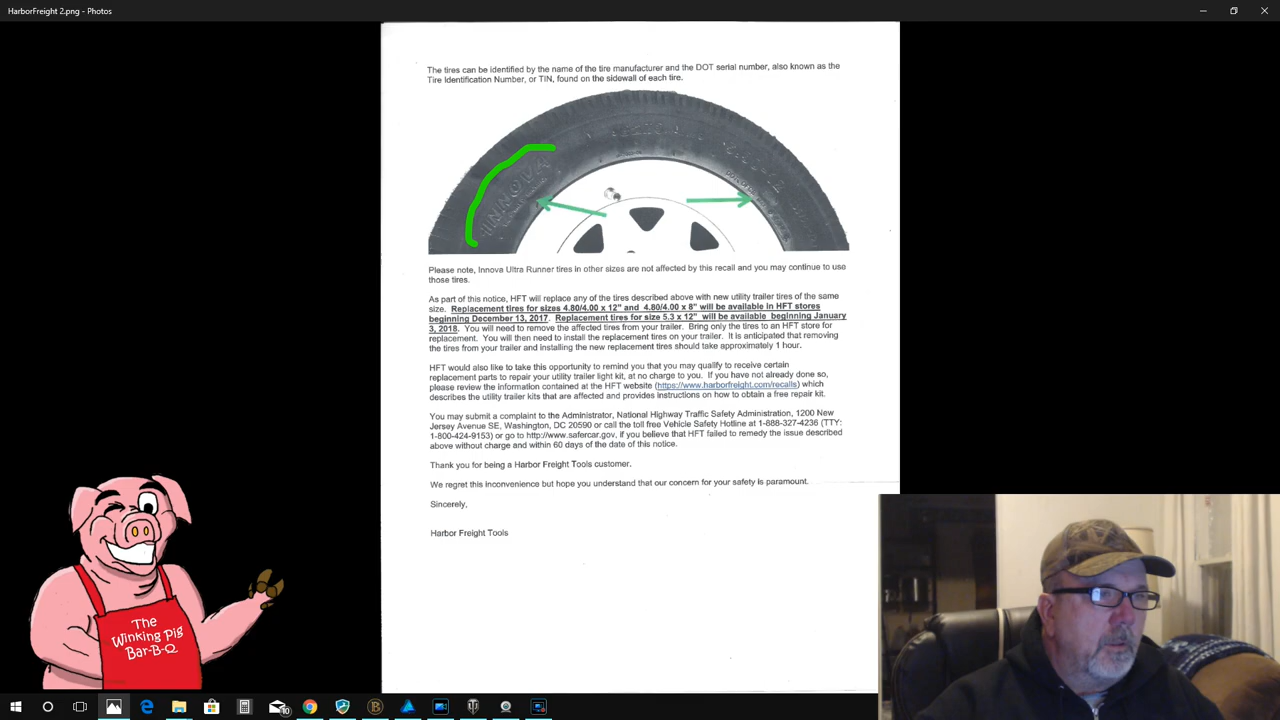 HarborFreight 2.png - Photos
The tires can be identified by the name of the tire manufacturer and the DOT serial number, also known as the
Tire Identification Number, or TIN, found on the sidewall of each tire.
INNOVA
Please note, Innova Ultra Runner tires in other sizes are not affected by this recall and you may continue to use
those tires.
As part of this notice, HFT will replace any of the tires described above with new utility trailer tires of the same
size. Replacement tires for sizes 4.80/4.00 x 12" and 4.80/4.00 x 8" will be available in HFT stores
beginning December 13, 2017. Replacement tires for size 5.3 x 12" will be available beginning January
3, 2018. You will need to remove the affected tires from your trailer. Bring only the tires to an HFT store for
replacement. You will then need to install the replacement tires on your trailer. It is anticipated that removing
the tires from your trailer and installing the new replacement tires should take approximately 1 hour.
HFT would also like to take this opportunity to remind you that you may qualify to receive certain
replacement parts to repair your utility trailer light kit, at no charge to you. If you have not already done so,
please review the information contained at the HFT website (https://www.harborfreight.com/recalls) which
describes the utility trailer kits that are affected and provides instructions on how to obtain a free repair kit.
You may submit a complaint to the Administrator, National Highway Traffic Safety Administration, 1200 New
Jersey Avenue SE, Washington, DC 20590 or call the toll free Vehicle Safety Hotline at 1-888-327-4236 (TTY:
1-800-424-9153) or go to http://www.safercar.gov, if you believe that HFT failed to remedy the issue described
above without charge and within 60 days of the date of this notice.
Thank you for being a Harbor Freight Tools customer.
We regret this inconvenience but hope you understand that our concern for your safety is paramount.
Sincerely,
Harbor Freight Tools
The
Winking Pig
Bar-B-Q